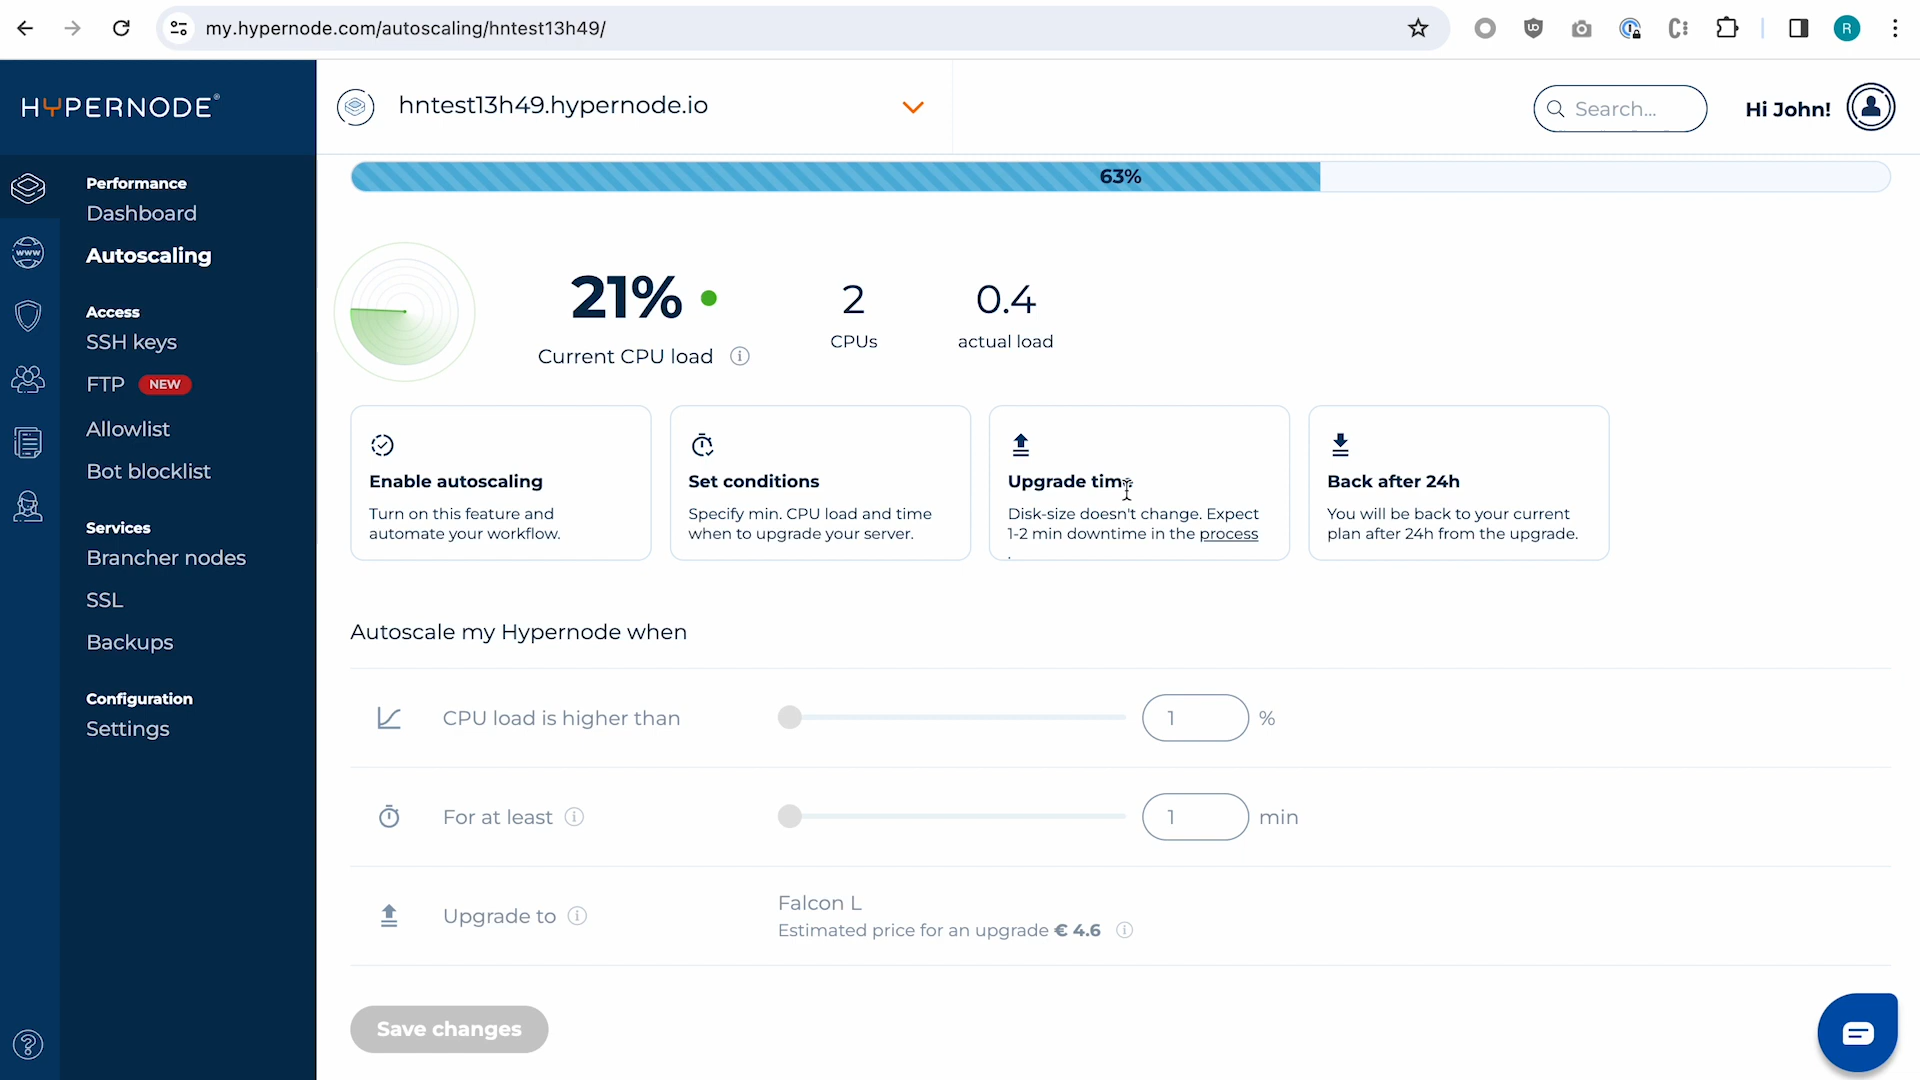 my.hypernode.com/autoscaling/hntest13h49/
R
HYPERNODE®
hntest13h49.hypernode.io
Search...
Hi John!
63%
Performance
Dashboard
Autoscaling
Access
SSH keys
FTP NEW
Allowlist
Bot blocklist
Services
Brancher nodes
SSL
Backups
Configuration
Settings
www
21%
Current CPU load
2
CPUs
0.4
actual load
Enable autoscaling
Turn on this feature and
automate your workflow.
Set conditions
Specify min. CPU load and time
when to upgrade your server.
Upgrade time
Disk-size doesn't change. Expect
1-2 min downtime in the process
.
Back after 24h
You will be back to your current
plan after 24h from the upgrade.
Autoscale my Hypernode when
CPU load is higher than
1 %
For at least
1 min
Upgrade to
Falcon L
Estimated price for an upgrade € 4.6
Save changes